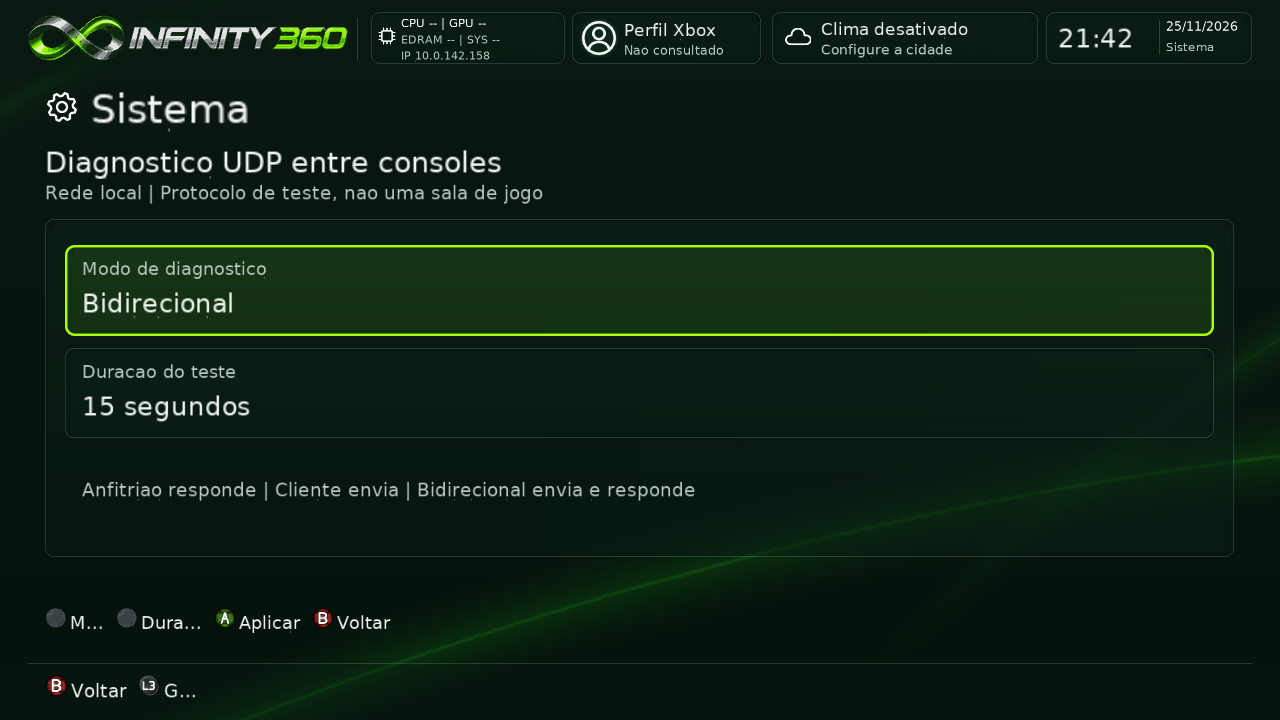 INFINITY 360
CPU -- | GPU --
EDRAM -- | SYS --
IP 10.0.142.158
Perfil Xbox
Nao consultado
Clima desativado
Configure a cidade
21:42
25/11/2026
Sistema
Sistema
Diagnostico UDP entre consoles
Rede local | Protocolo de teste, nao uma sala de jogo
Modo de diagnostico
Bidirecional
Duracao do teste
15 segundos
Anfitriao responde | Cliente envia | Bidirecional envia e responde
M... Dura... A Aplicar B Voltar
B Voltar L3 G...